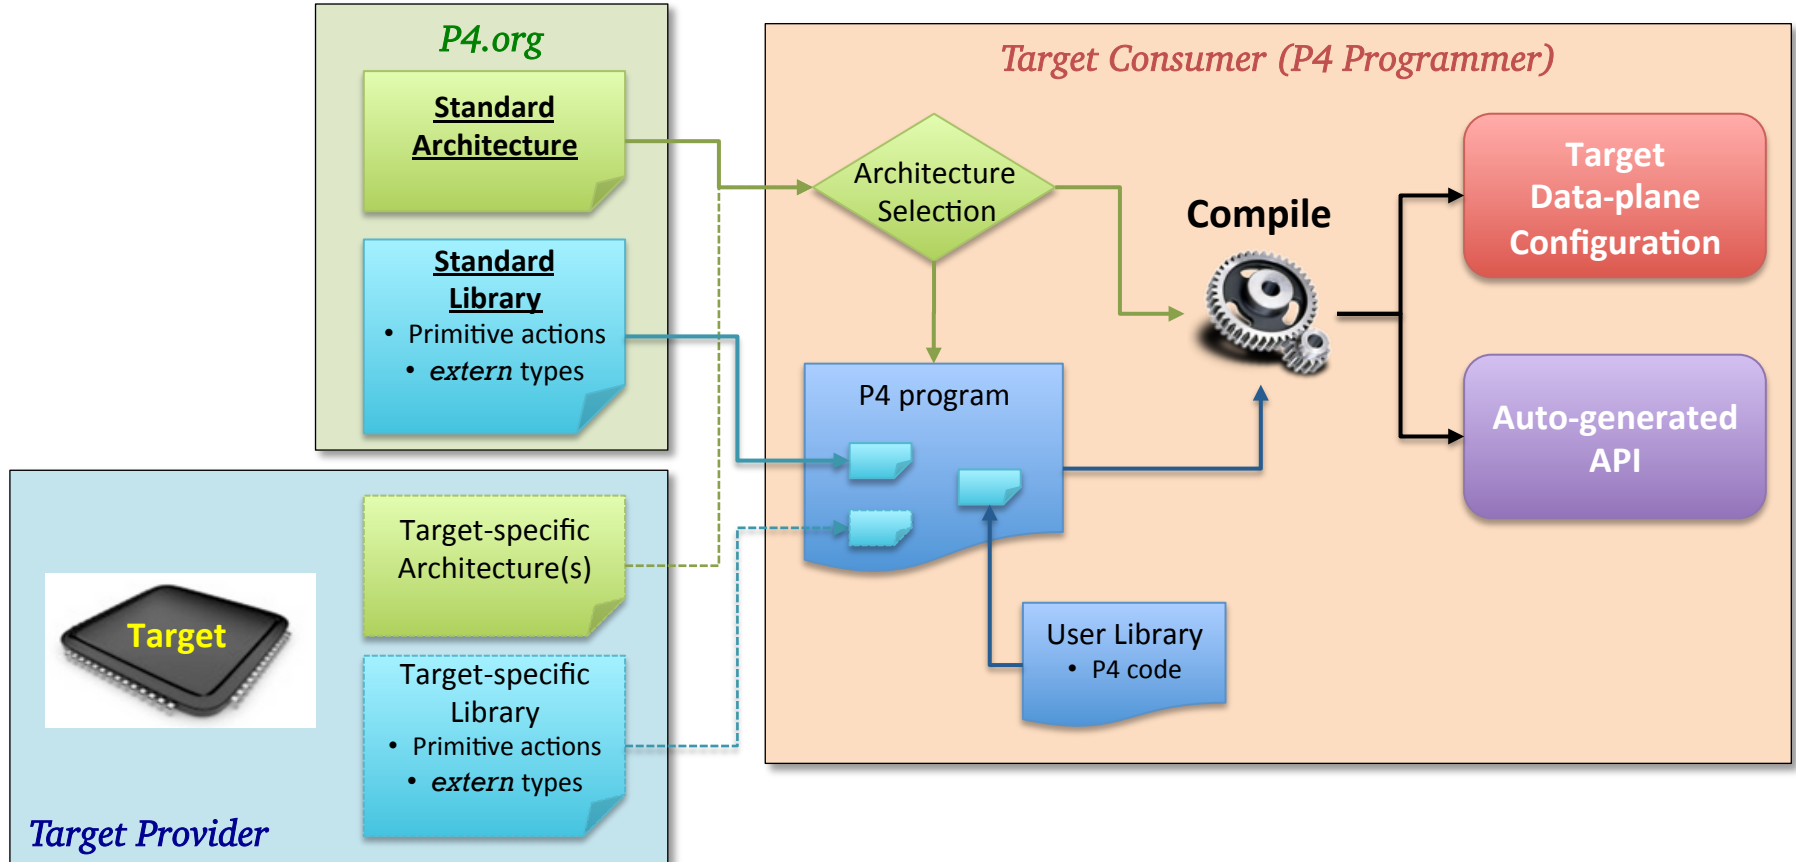 P4.org
Standard
Architecture
Standard
Library
• Primitive actions
• extern types
Target Provider
Target
Target-specific
Architecture(s)
Target-specific
Library
• Primitive actions
• extern types
Target Consumer (P4 Programmer)
Architecture
Selection
Compile
P4 program
User Library
• P4 code
Target
Data-plane
Configuration
Auto-generated
API